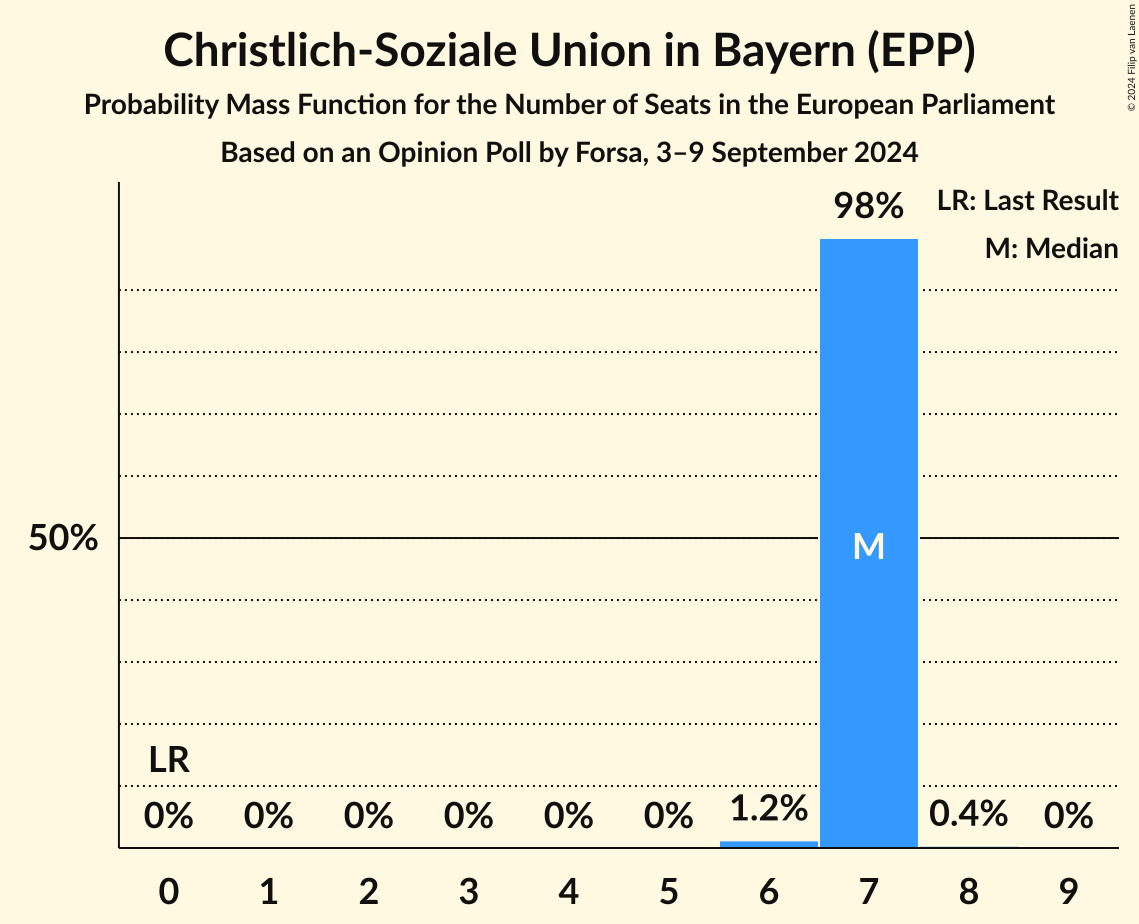 Christlich-Soziale Union in Bayern (EPP)
Probability Mass Function for the Number of Seats in the European Parliament
Based on an Opinion Poll by Forsa, 3–9 September 2024
© 2024 Filip van Laenen
98%
LR: Last Result
M: Median
50%
M
LR
0% 0% 0% 0% 0% 0% 1.2% 0.4% 0%
0 1 2 3 4 5 6 7 8 9